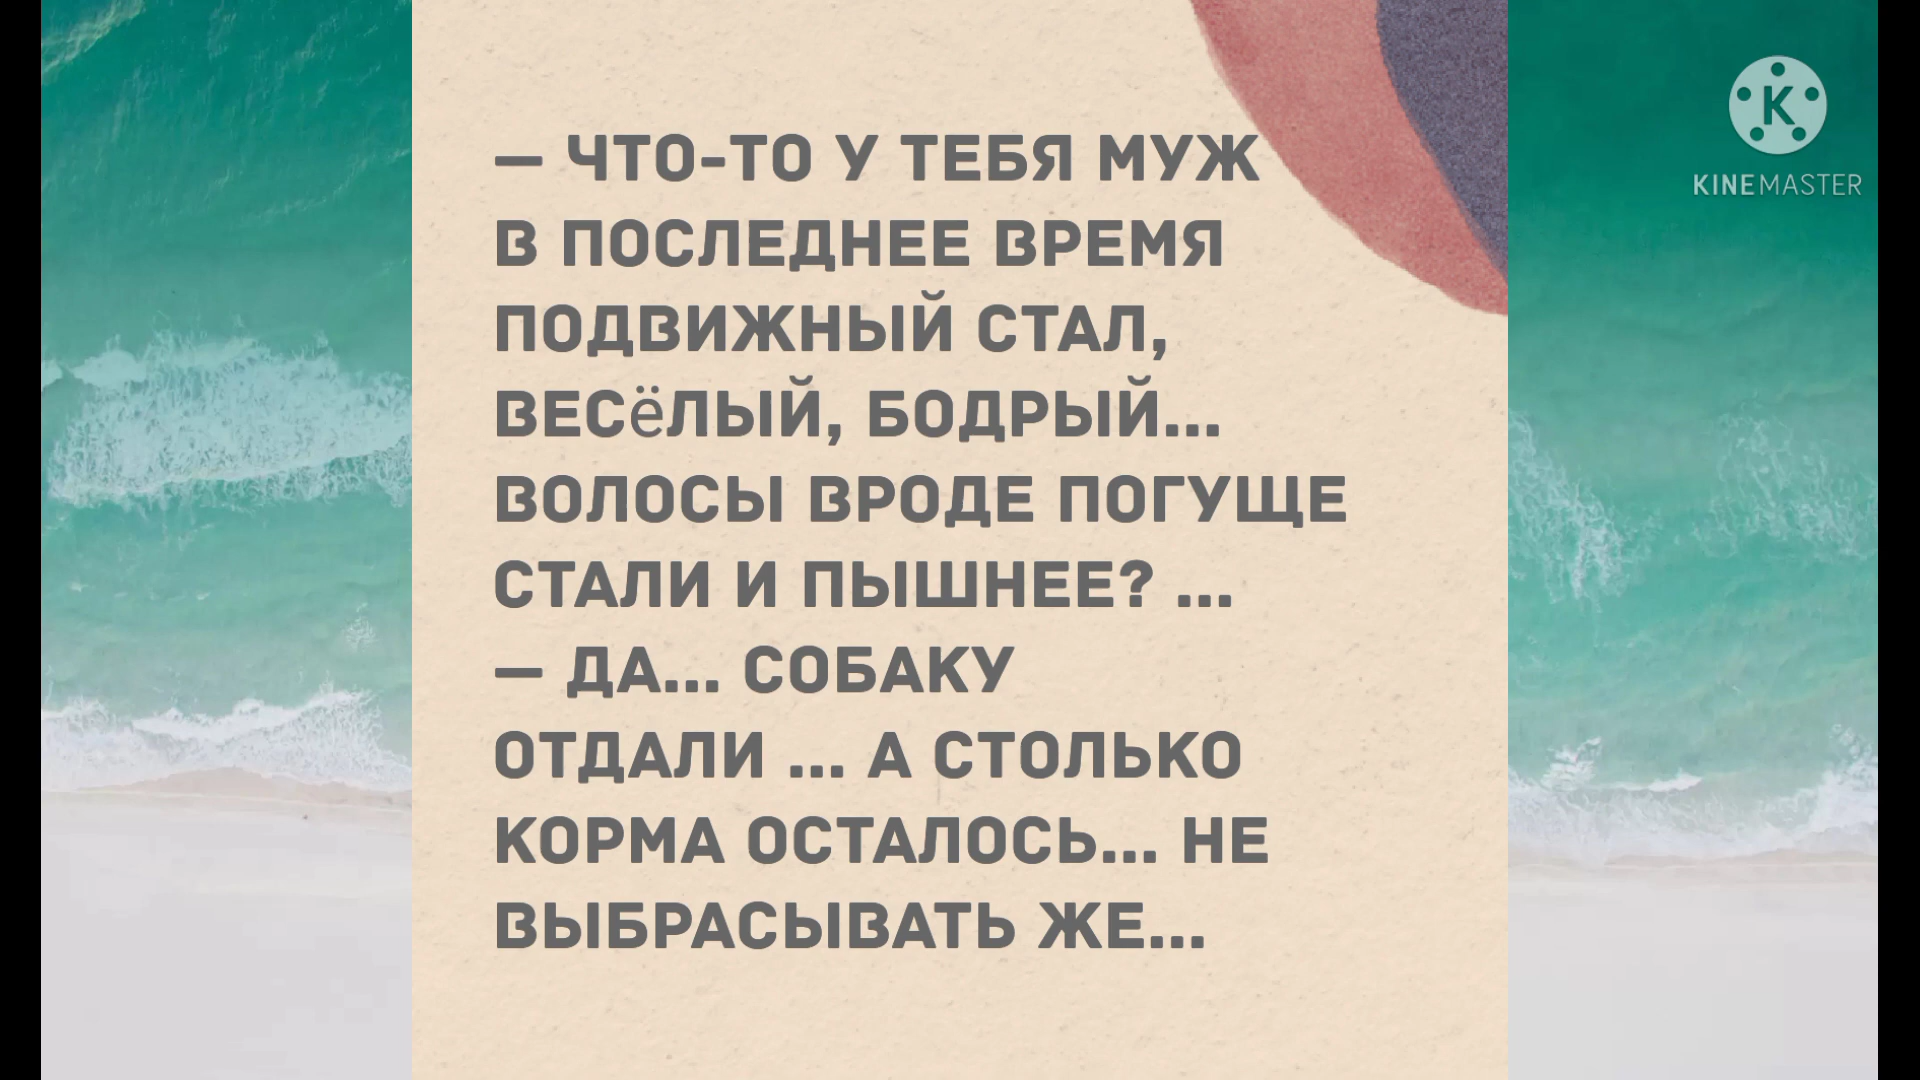 — ЧТО-ТО У ТЕБЯ МУЖ
В ПОСЛЕДНЕЕ ВРЕМЯ
ПОДВИЖНЫЙ СТАЛ,
ВЕСёЛЫЙ, БОДРЫЙ...
ВОЛОСЫ ВРОДЕ ПОГУЩЕ
СТАЛИ И ПЫШНЕЕ? ...
— ДА... СОБАКУ
ОТДАЛИ ... А СТОЛЬКО
КОРМА ОСТАЛОСЬ... НЕ
ВЫБРАСЫВАТЬ ЖЕ...
K
KINEMASTER